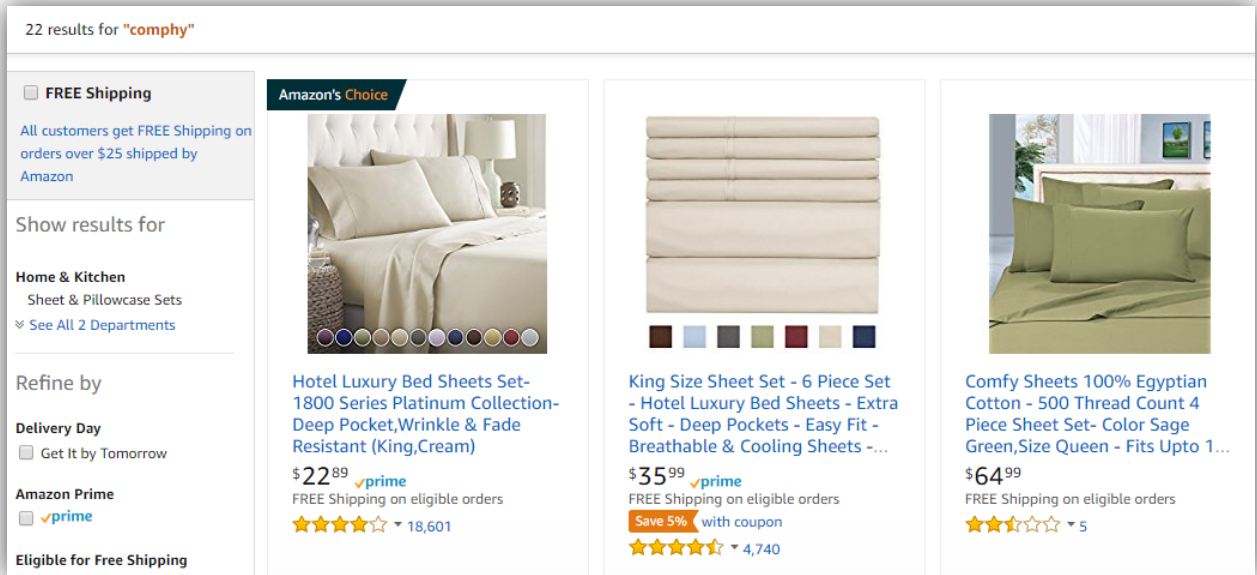 22 results for "comphy"
FREE Shipping
All customers get FREE Shipping on
orders over $25 shipped by
Amazon
Show results for
Home & Kitchen
Sheet & Pillowcase Sets
See All 2 Departments
Refine by
Delivery Day
Get It by Tomorrow
Amazon Prime
prime
Eligible for Free Shipping
Amazon's Choice
Hotel Luxury Bed Sheets Set-
1800 Series Platinum Collection-
Deep Pocket,Wrinkle & Fade
Resistant (King,Cream)
$22 89 prime
FREE Shipping on eligible orders
18,601
King Size Sheet Set - 6 Piece Set
- Hotel Luxury Bed Sheets - Extra
Soft - Deep Pockets - Easy Fit -
Breathable & Cooling Sheets -...
$35 99 prime
FREE Shipping on eligible orders
Save 5% with coupon
4,740
Comfy Sheets 100% Egyptian
Cotton - 500 Thread Count 4
Piece Sheet Set- Color Sage
Green,Size Queen - Fits Upto 1...
$64 99
FREE Shipping on eligible orders
5